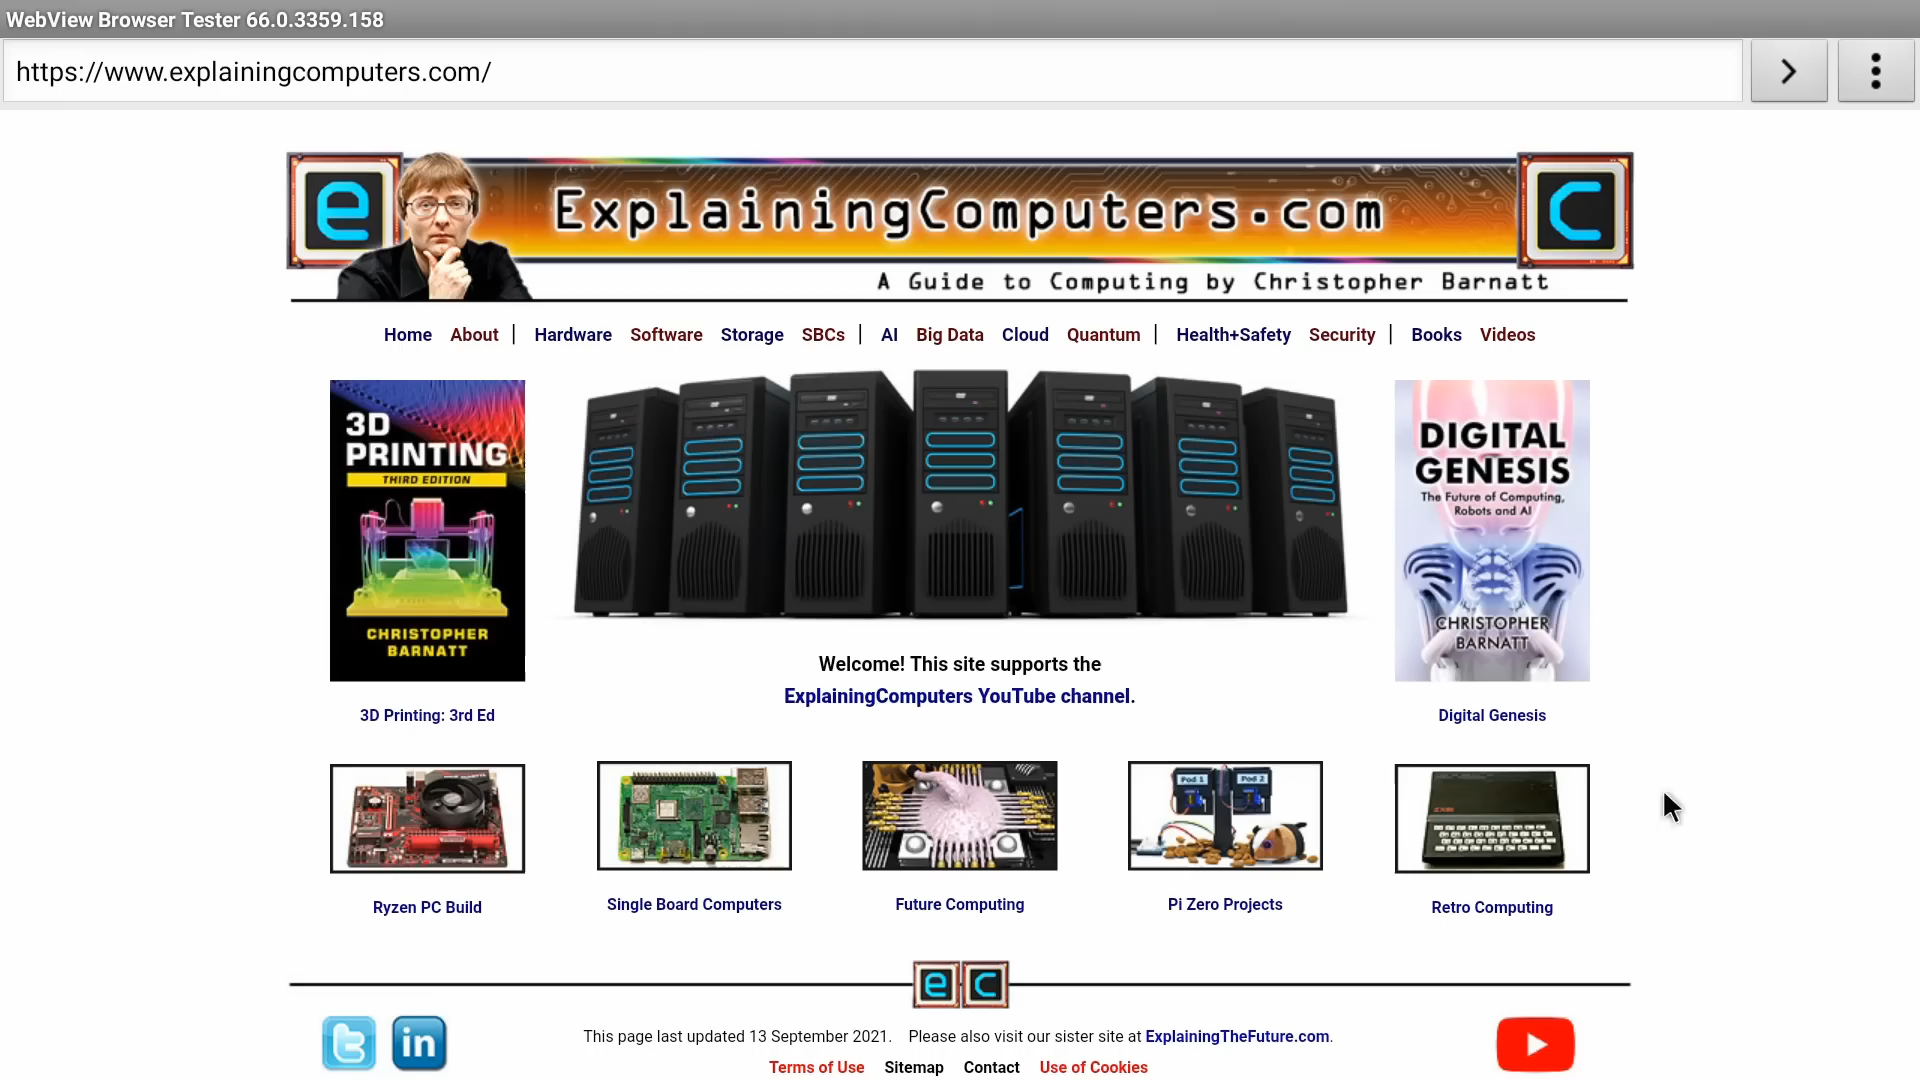 WebView Browser Tester 66.0.3359.158
https://www.explainingcomputers.com/
e ExplainingComputers.com c
A Guide to Computing by Christopher Barnatt
Home About | Hardware Software Storage SBCs | AI Big Data Cloud Quantum | Health+Safety Security | Books Videos
3D
PRINTING
THIRD EDITION
CHRISTOPHER
BARNATT
DIGITAL
GENESIS
The Future of Computing,
Robots and AI
CHRISTOPHER
BARNATT
Welcome! This site supports the
ExplainingComputers YouTube channel.
3D Printing: 3rd Ed
Digital Genesis
Pod 1 Pod 2
Ryzen PC Build
Single Board Computers
Future Computing
Pi Zero Projects
Retro Computing
e c
in
This page last updated 13 September 2021. Please also visit our sister site at ExplainingTheFuture.com.
Terms of Use Sitemap Contact Use of Cookies